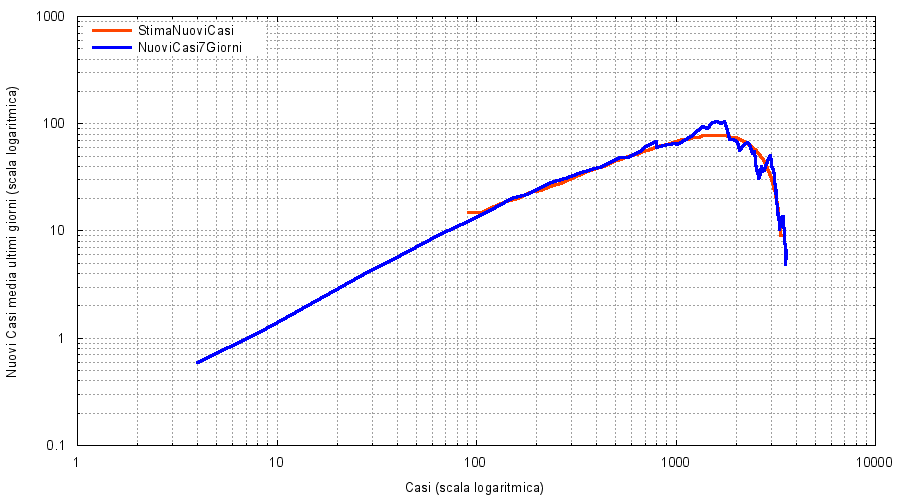 1000
StimaNuoviCasi
NuoviCasi7Giorni
100
10
1
0.1
Nuovi Casi media ultimi giorni (scala logaritmica)
1 10 100 1000 10000
Casi (scala logaritmica)